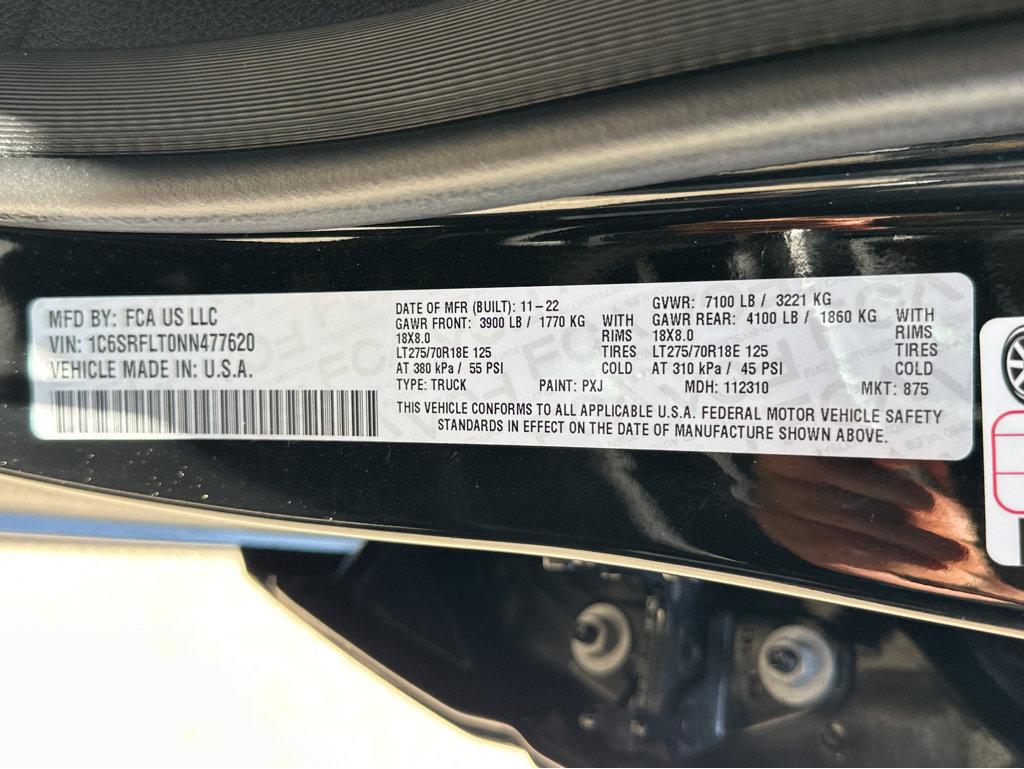 MFD BY: FCA US LLC
VIN: 1C6SRFLT0NN477620
VEHICLE MADE IN: U.S.A.
DATE OF MFR (BUILT): 11-22
GAWR FRONT: 3900 LB / 1770 KG WITH
18X8.0 RIMS
LT275/70R18E 125 TIRES
AT 380 kPa / 55 PSI COLD
GVWR: 7100 LB / 3221 KG
GAWR REAR: 4100 LB / 1860 KG WITH
18X8.0 RIMS
LT275/70R18E 125 TIRES
AT 310 kPa / 45 PSI COLD
TYPE: TRUCK PAINT: PXJ MDH: 112310 MKT: 875
THIS VEHICLE CONFORMS TO ALL APPLICABLE U.S.A. FEDERAL MOTOR VEHICLE SAFETY
STANDARDS IN EFFECT ON THE DATE OF MANUFACTURE SHOWN ABOVE.